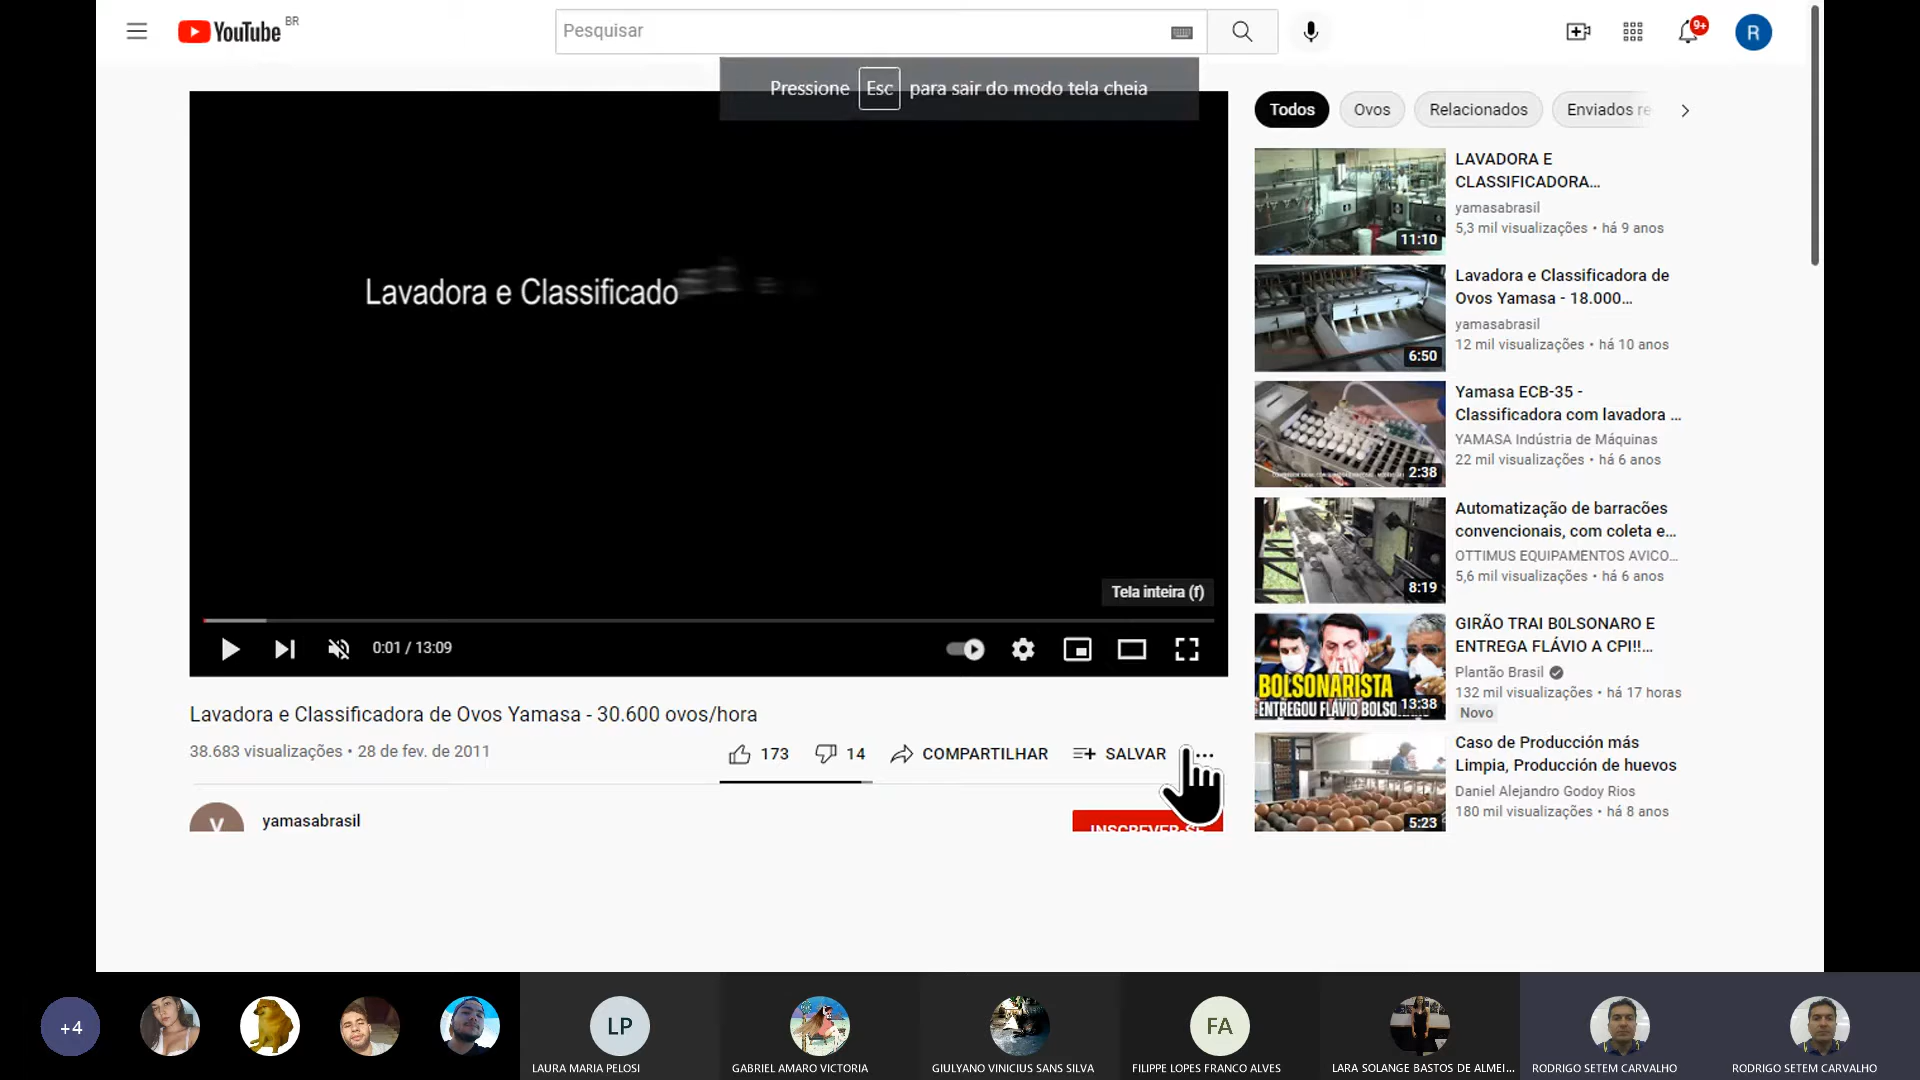 YouTube BR
Pesquisar
9+
R
Pressione Esc para sair do modo tela cheia
Todos
Ovos
Relacionados
Enviados re
Lavadora e Classificado
Tela inteira (f)
0:01 / 13:09
Lavadora e Classificadora de Ovos Yamasa - 30.600 ovos/hora
38.683 visualizações • 28 de fev. de 2011
173
14
COMPARTILHAR
SALVAR
yamasabrasil
INSCREVER-SE
LAVADORA E
CLASSIFICADORA...
yamasabrasil
5,3 mil visualizações • há 9 anos
11:10
Lavadora e Classificadora de
Ovos Yamasa - 18.000...
yamasabrasil
12 mil visualizações • há 10 anos
6:50
Yamasa ECB-35 -
Classificadora com lavadora ...
YAMASA Indústria de Máquinas
22 mil visualizações • há 6 anos
2:38
Automatização de barracões
convencionais, com coleta e...
OTTIMUS EQUIPAMENTOS AVICO...
5,6 mil visualizações • há 6 anos
8:19
GIRÃO TRAI B0LSONARO E
ENTREGA FLÁVIO A CPI!!...
Plantão Brasil
132 mil visualizações • há 17 horas
Novo
BOLSONARISTA
ENTREGOU FLÁVIO BOLSO
13:38
Caso de Producción más
Limpia, Producción de huevos
Daniel Alejandro Godoy Rios
180 mil visualizações • há 8 anos
5:23
+4
LP
LAURA MARIA PELOSI
GABRIEL AMARO VICTORIA
GIULYANO VINICIUS SANS SILVA
FA
FILIPPE LOPES FRANCO ALVES
LARA SOLANGE BASTOS DE ALMEI...
RODRIGO SETEM CARVALHO
RODRIGO SETEM CARVALHO